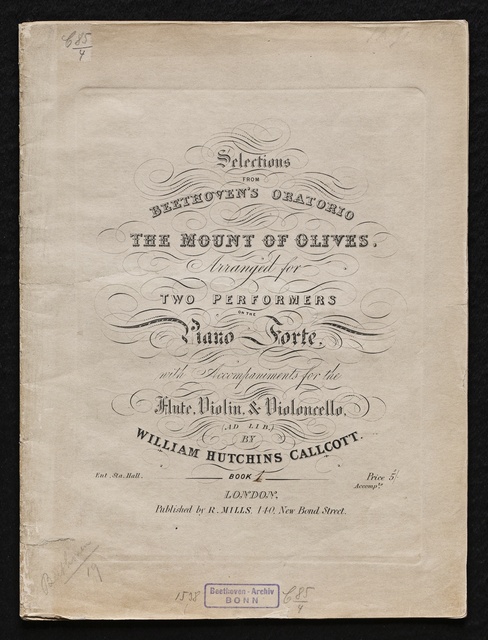 C 85
4
Selections
FROM
BEETHOVEN'S ORATORIO
THE MOUNT OF OLIVES.
Arranged for
TWO PERFORMERS
ON THE
Piano Forte.
with Accompaniments for the
Flute, Violin, & Violoncello,
(AD LIB.)
BY
WILLIAM HUTCHINS CALLCOTT.
Ent. Sta. Hall.
BOOK 1
Price 5/
Accompts.
LONDON.
Published by R. MILLS. 140, New Bond Street.
Beethoven - Archiv
BONN
C 85
4